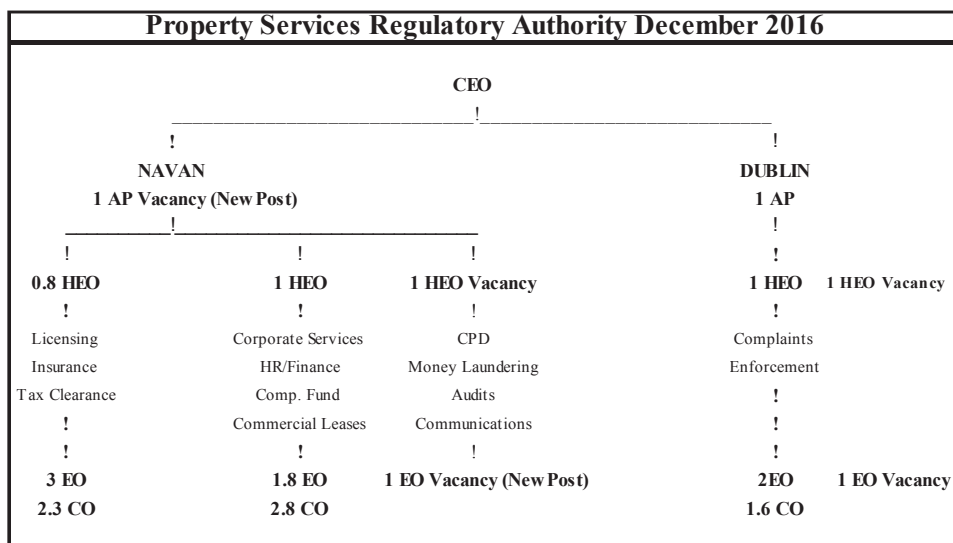 Property Services Regulatory Authority December 2016
CEO
!
! !
NAVAN DUBLIN
1 AP Vacancy (New Post) 1 AP
! !
! ! ! !
0.8 HEO 1 HEO 1 HEO Vacancy 1 HEO 1 HEO Vacancy
! ! ! !
Licensing Corporate Services CPD Complaints
Insurance HR/Finance Money Laundering Enforcement
Tax Clearance Comp. Fund Audits !
! Commercial Leases Communications !
! ! ! !
3 EO 1.8 EO 1 EO Vacancy (New Post) 2EO 1 EO Vacancy
2.3 CO 2.8 CO 1.6 CO